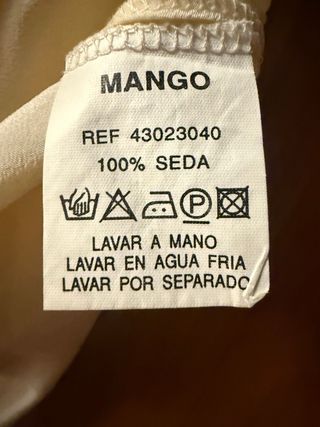 MANGO
REF 43023040
100% SEDA
P
LAVAR A MANO
LAVAR EN AGUA FRIA
LAVAR POR SEPARADO